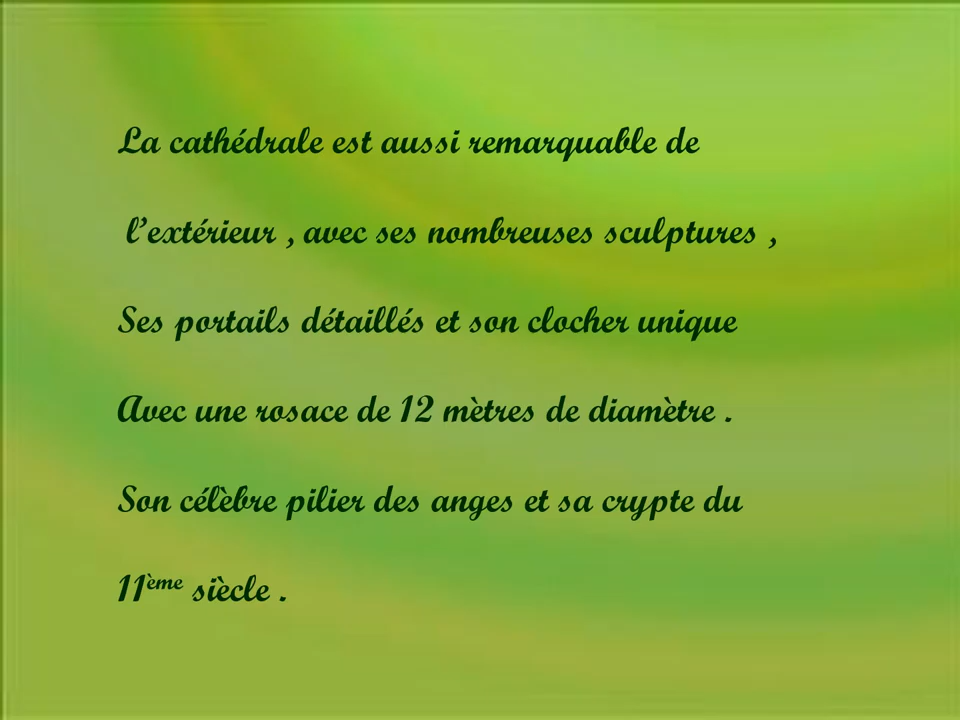 La cathédrale est aussi remarquable de
l’extérieur , avec ses nombreuses sculptures ,
Ses portails détaillés et son clocher unique
Avec une rosace de 12 mètres de diamètre .
Son célèbre pilier des anges et sa crypte du
11ème siècle .